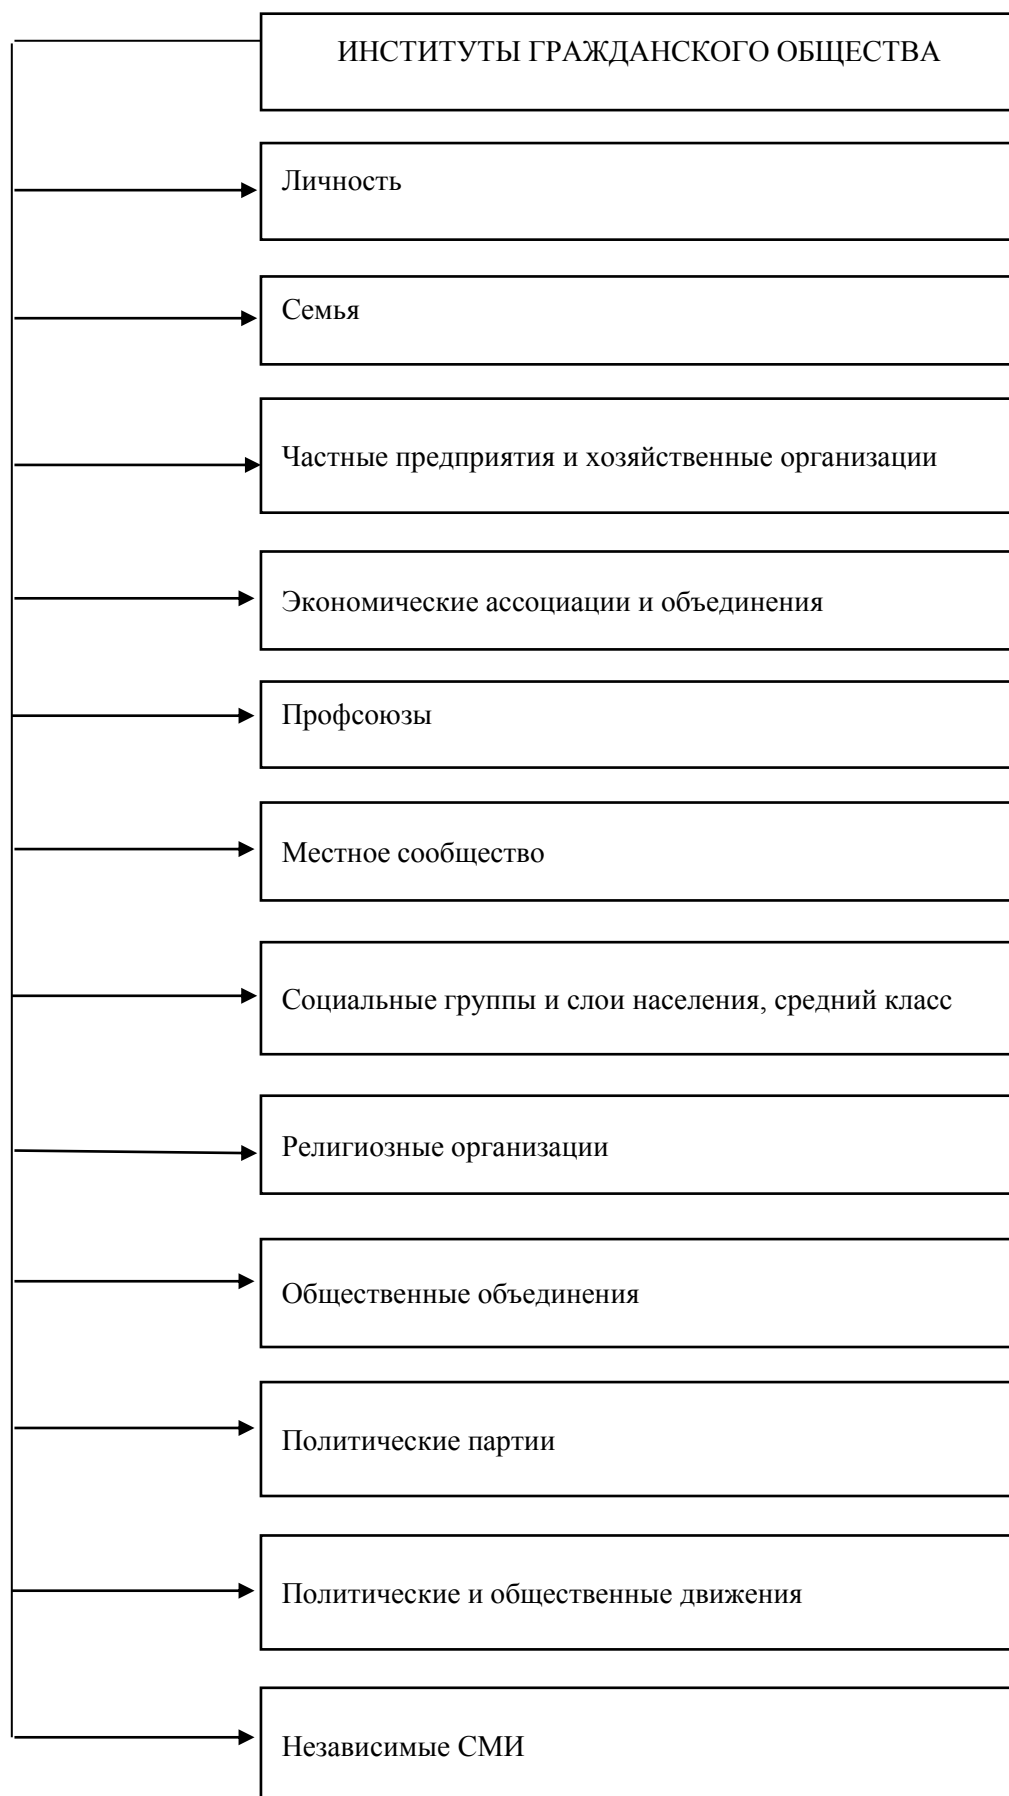 ИНСТИТУТЫ ГРАЖДАНСКОГО ОБЩЕСТВА
Личность
Семья
Частные предприятия и хозяйственные организации
Экономические ассоциации и объединения
Профсоюзы
Местное сообщество
Социальные группы и слои населения, средний класс
Религиозные организации
Общественные объединения
Политические партии
Политические и общественные движения
Независимые СМИ